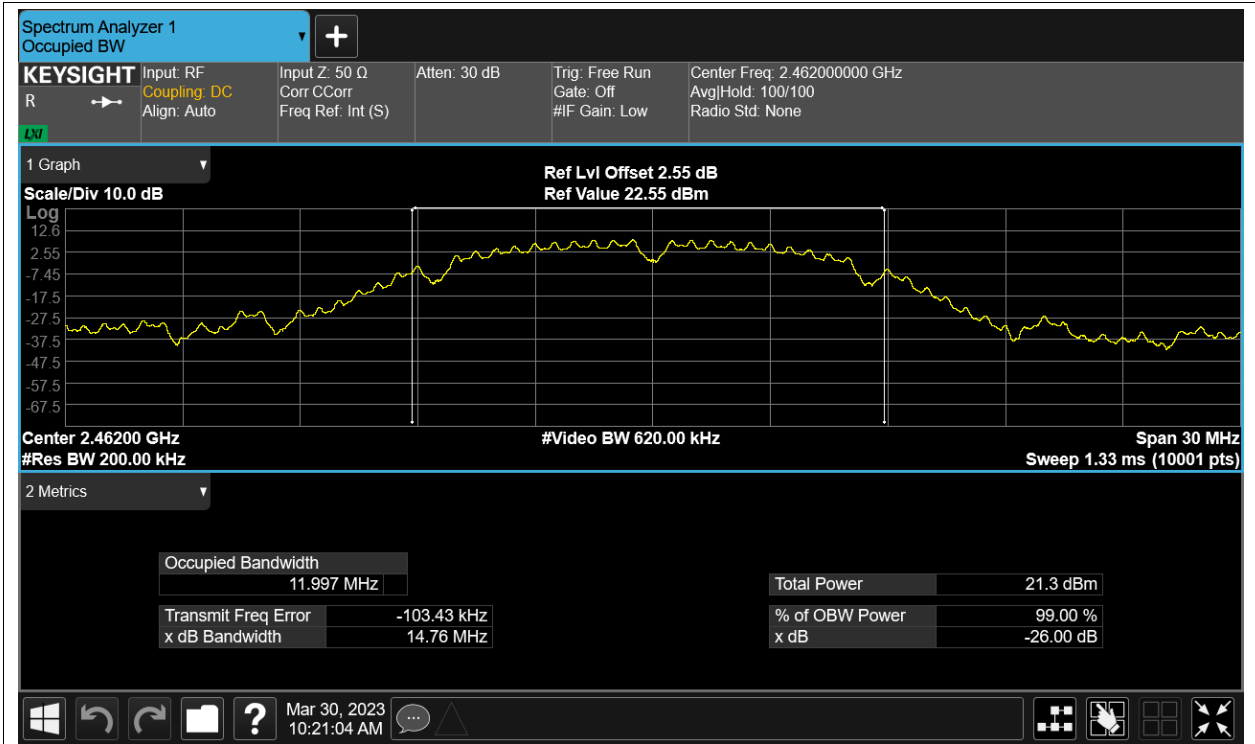 Spectrum Analyzer 1
Occupied BW
KEYSIGHT
R
LXI
Input: RF
Coupling: DC
Align: Auto
Input Z: 50 Ω
Corr CCorr
Freq Ref: Int (S)
Atten: 30 dB
Trig: Free Run
Gate: Off
#IF Gain: Low
Center Freq: 2.462000000 GHz
Avg|Hold: 100/100
Radio Std: None
1 Graph
Scale/Div 10.0 dB
Ref Lvl Offset 2.55 dB
Ref Value 22.55 dBm
Log
12.6
2.55
-7.45
-17.5
-27.5
-37.5
-47.5
-57.5
-67.5
Center 2.46200 GHz
#Video BW 620.00 kHz
Span 30 MHz
#Res BW 200.00 kHz
Sweep 1.33 ms (10001 pts)
2 Metrics
Occupied Bandwidth
11.997 MHz
Total Power 21.3 dBm
Transmit Freq Error -103.43 kHz
% of OBW Power 99.00 %
x dB Bandwidth 14.76 MHz
x dB -26.00 dB
?
Mar 30, 2023
10:21:04 AM